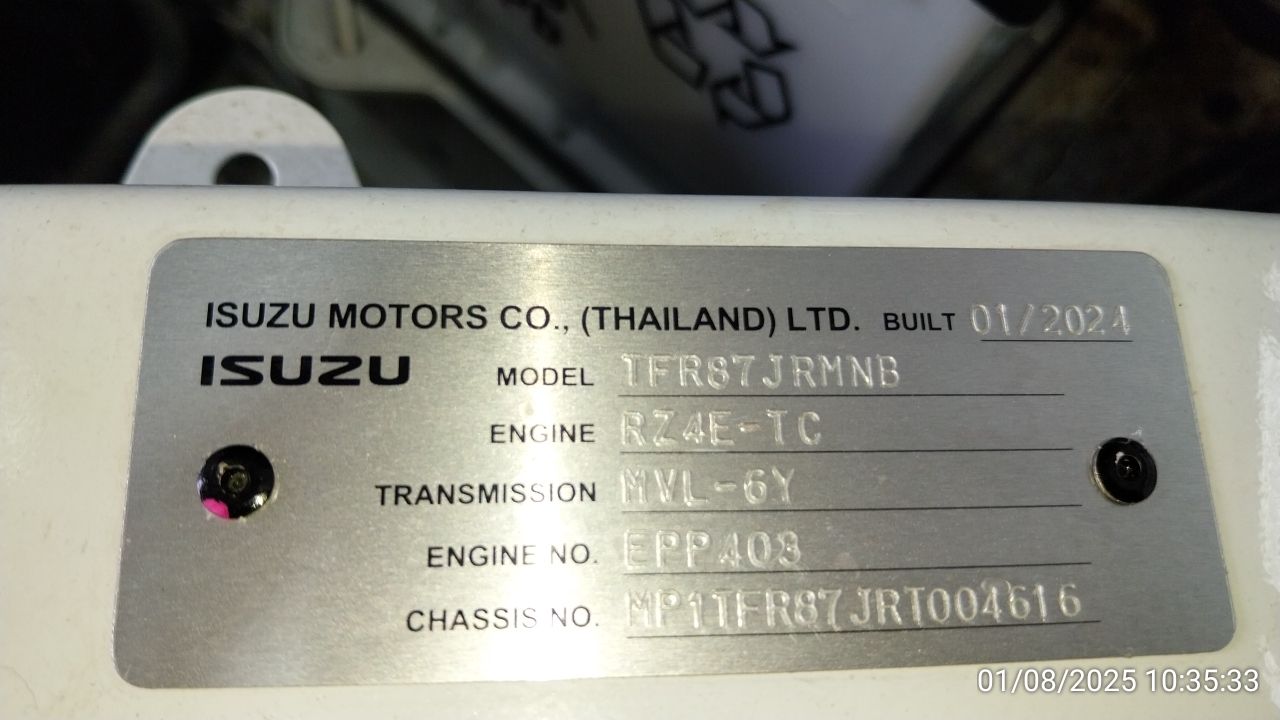 ISUZU MOTORS CO., (THAILAND) LTD. BUILT 01/2024
ISUZU MODEL TFR87JRMNB
ENGINE RZ4E-TC
TRANSMISSION MVL-6Y
ENGINE NO. EPP403
CHASSIS NO. MP1TFR87JRT004616
01/08/2025 10:35:33